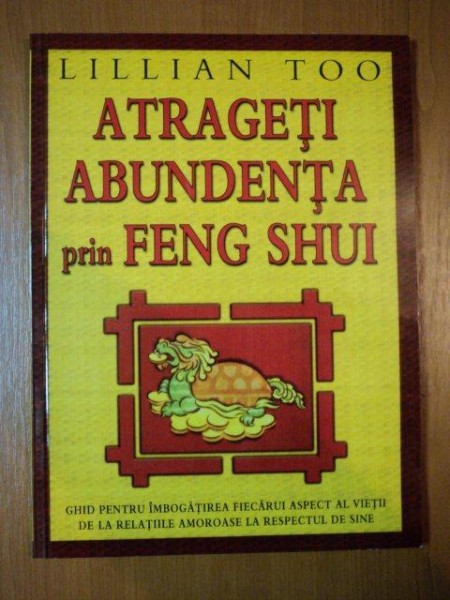 LILLIAN TOO
ATRAGEŢI
ABUNDENŢA
prin FENG SHUI
GHID PENTRU ÎMBOGĂŢIREA FIECĂRUI ASPECT AL VIEŢII
DE LA RELAŢIILE AMOROASE LA RESPECTUL DE SINE